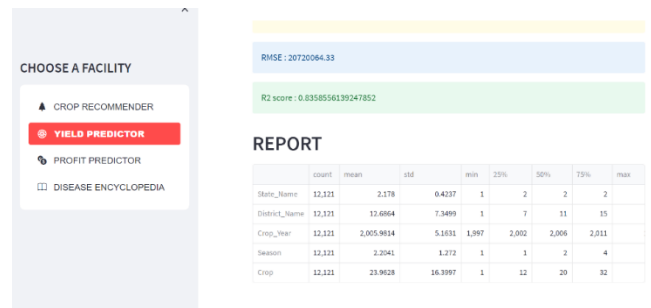 CHOOSE A FACILITY
CROP RECOMMENDER
YIELD PREDICTOR
PROFIT PREDICTOR
DISEASE ENCYCLOPEDIA
RMSE : 20720064.33
R2 score : 0.8358556139247852
REPORT
count mean std min 25% 50% 75% max
State_Name 12,121 2.178 0.4237 1 2 2 2
District_Name 12,121 12.6864 7.3499 1 7 11 15
Crop_Year 12,121 2,005.9814 5.1631 1,997 2,002 2,006 2,011
Season 12,121 2.2041 1.272 1 1 2 4
Crop 12,121 23.9628 16.3997 1 12 20 32